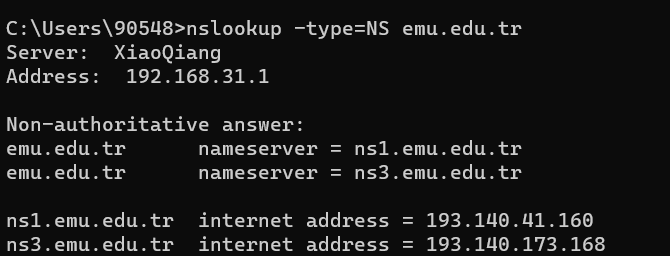 C:\Users\90548>nslookup -type=NS emu.edu.tr
Server:  XiaoQiang
Address:  192.168.31.1

Non-authoritative answer:
emu.edu.tr      nameserver = ns1.emu.edu.tr
emu.edu.tr      nameserver = ns3.emu.edu.tr

ns1.emu.edu.tr  internet address = 193.140.41.160
ns3.emu.edu.tr  internet address = 193.140.173.168